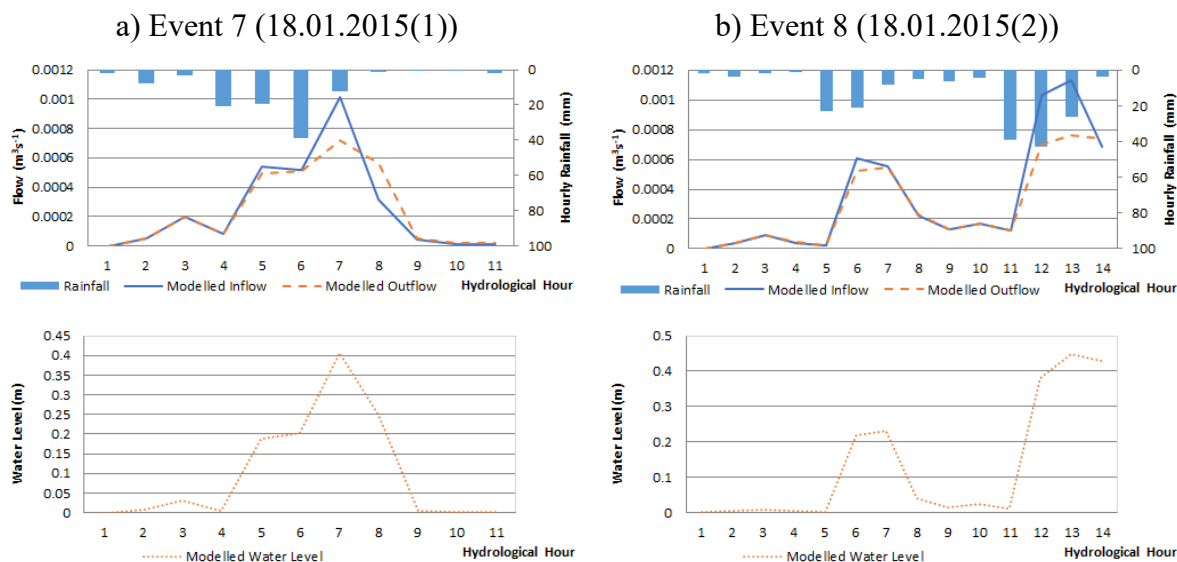 a) Event 7 (18.01.2015(1))
0.0012
0.001
0.0008
0.0006
0.0004
0.0002
0
Flow (m³s⁻¹)
0
20
40
60
80
100
Hourly Rainfall (mm)
1 2 3 4 5 6 7 8 9 10 11
Rainfall Modelled Inflow Modelled Outflow Hydrological Hour
b) Event 8 (18.01.2015(2))
0.0012
0.001
0.0008
0.0006
0.0004
0.0002
0
Flow (m³s⁻¹)
0
20
40
60
80
100
Hourly Rainfall (mm)
1 2 3 4 5 6 7 8 9 10 11 12 13 14
Rainfall Modelled Inflow Modelled Outflow Hydrological Hour
0.45
0.4
0.35
0.3
0.25
0.2
0.15
0.1
0.05
0
Water Level (m)
1 2 3 4 5 6 7 8 9 10 11
Modelled Water Level Hydrological Hour
0.5
0.4
0.3
0.2
0.1
0
Water Level (m)
1 2 3 4 5 6 7 8 9 10 11 12 13 14
Modelled Water Level Hydrological Hour